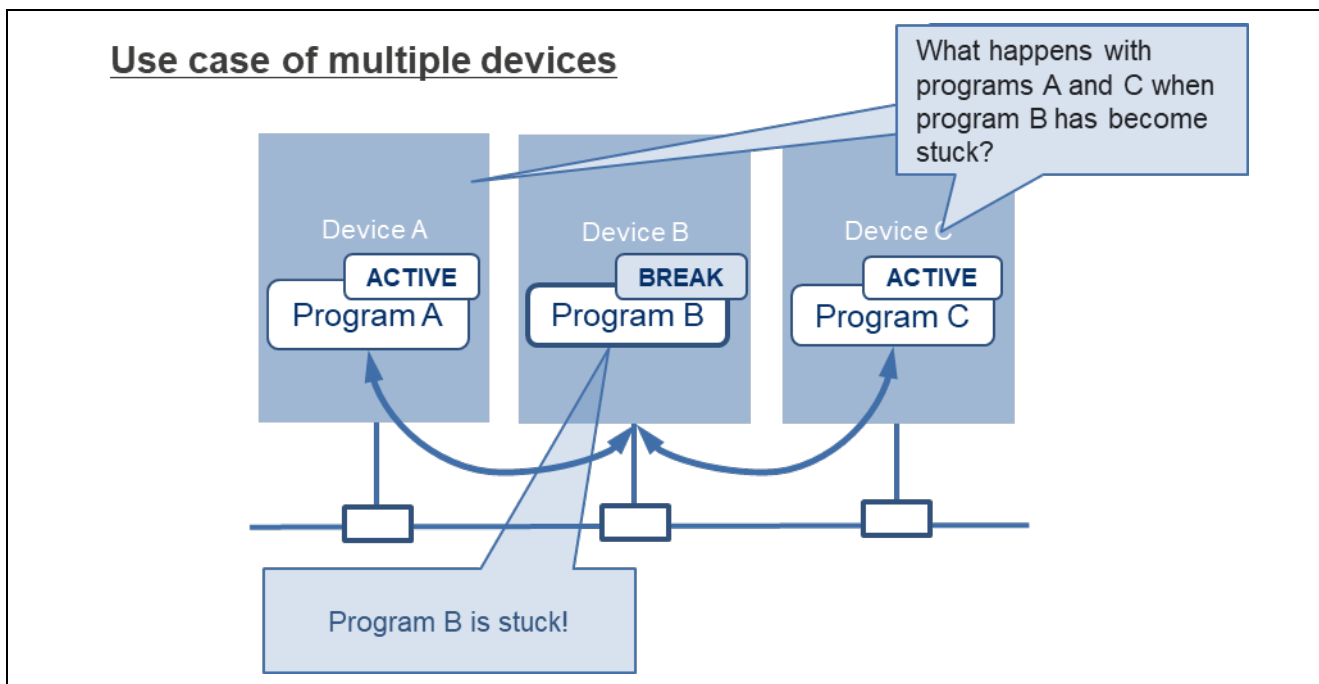 Use case of multiple devices
What happens with
programs A and C when
program B has become
stuck?
Device A
ACTIVE
Program A
Device B
BREAK
Program B
Device C
ACTIVE
Program C
Program B is stuck!